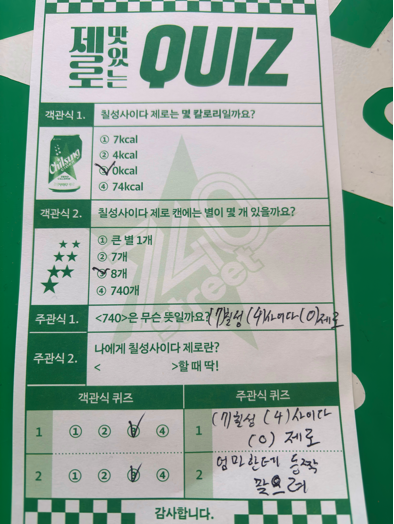 제로 맛있는 QUIZ
객관식 1. 칠성사이다 제로는 몇 칼로리일까요?
① 7kcal
② 4kcal
③ 0kcal
④ 74kcal
Chilsung
객관식 2. 칠성사이다 제로 캔에는 별이 몇 개 있을까요?
① 큰 별 1개
② 7개
③ 8개
④ 740개
740
street
주관식 1. <740>은 무슨 뜻일까요? (7)칠성 (4)사이다 (0)제로
주관식 2. 나에게 칠성사이다 제로란?
< >할 때 딱!
객관식 퀴즈 주관식 퀴즈
1 ① ② ③ ④ 1 (7)칠성 (4)사이다
(0) 제로
2 ① ② ③ ④ 2 엄마한테 등짝
감사합니다.